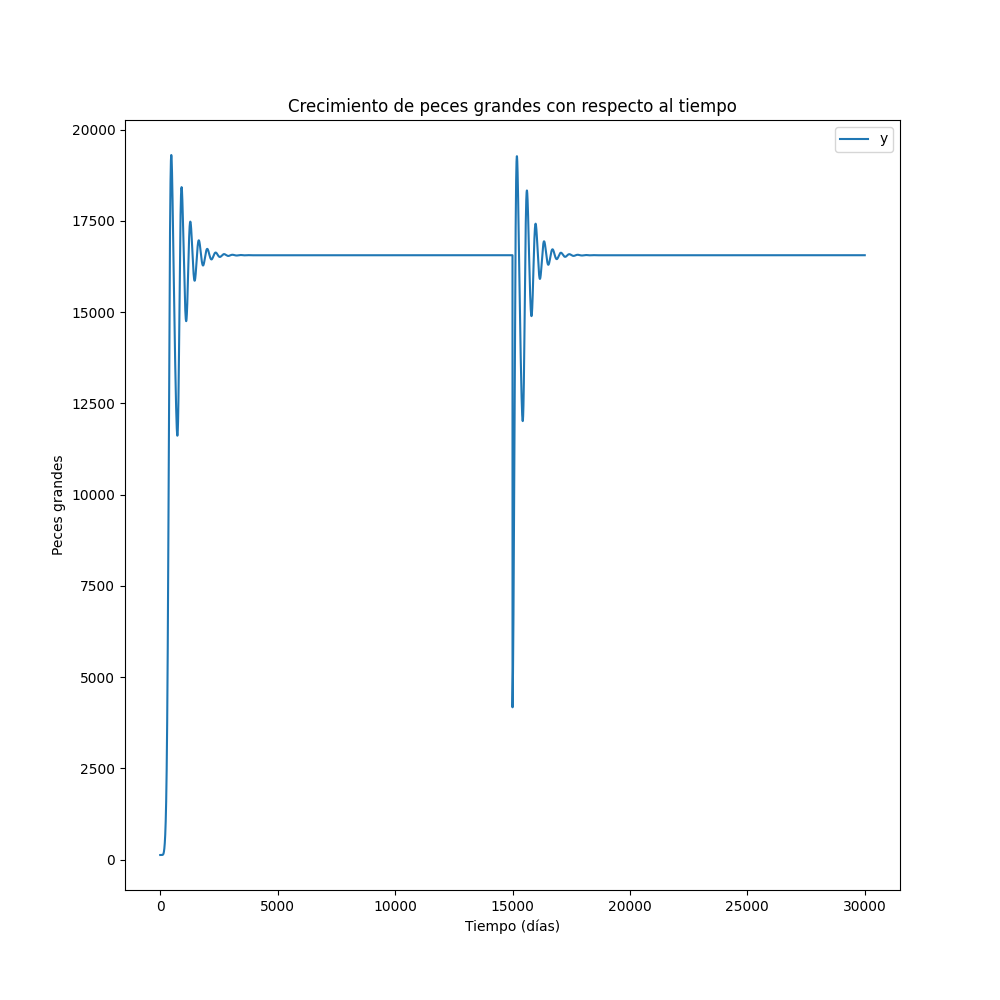 Crecimiento de peces grandes con respecto al tiempo
y
20000
17500
15000
12500
10000
7500
5000
2500
0
Peces grandes
0 5000 10000 15000 20000 25000 30000
Tiempo (días)